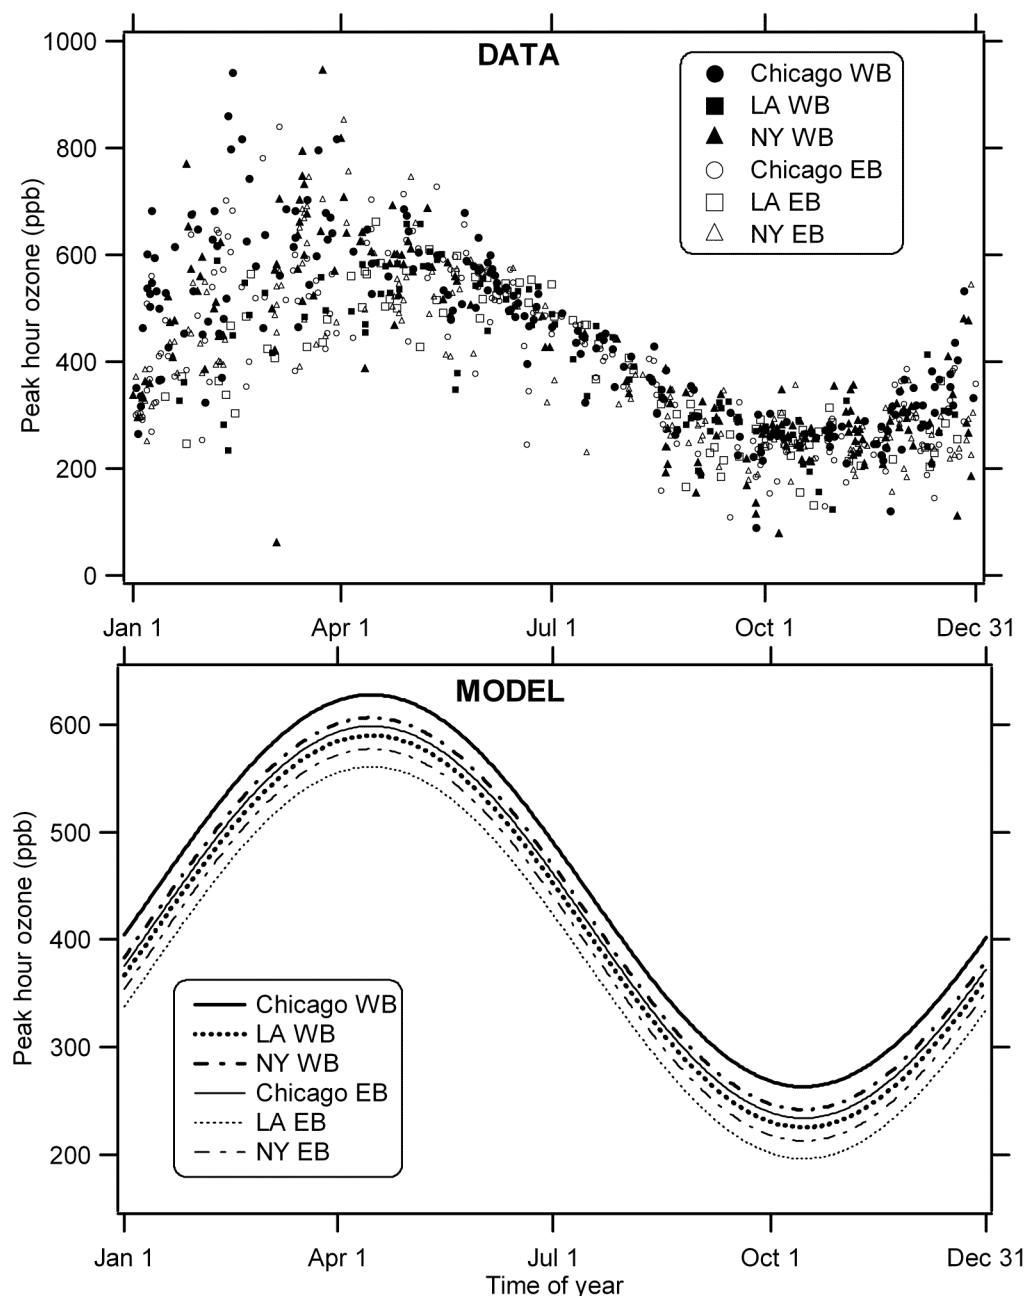 DATA
1000
800
600
400
200
0
Peak hour ozone (ppb)
Chicago WB
LA WB
NY WB
Chicago EB
LA EB
NY EB
Jan 1 Apr 1 Jul 1 Oct 1 Dec 31
MODEL
600
500
400
300
200
Peak hour ozone (ppb)
Chicago WB
LA WB
NY WB
Chicago EB
LA EB
NY EB
Jan 1 Apr 1 Jul 1 Oct 1 Dec 31
Time of year